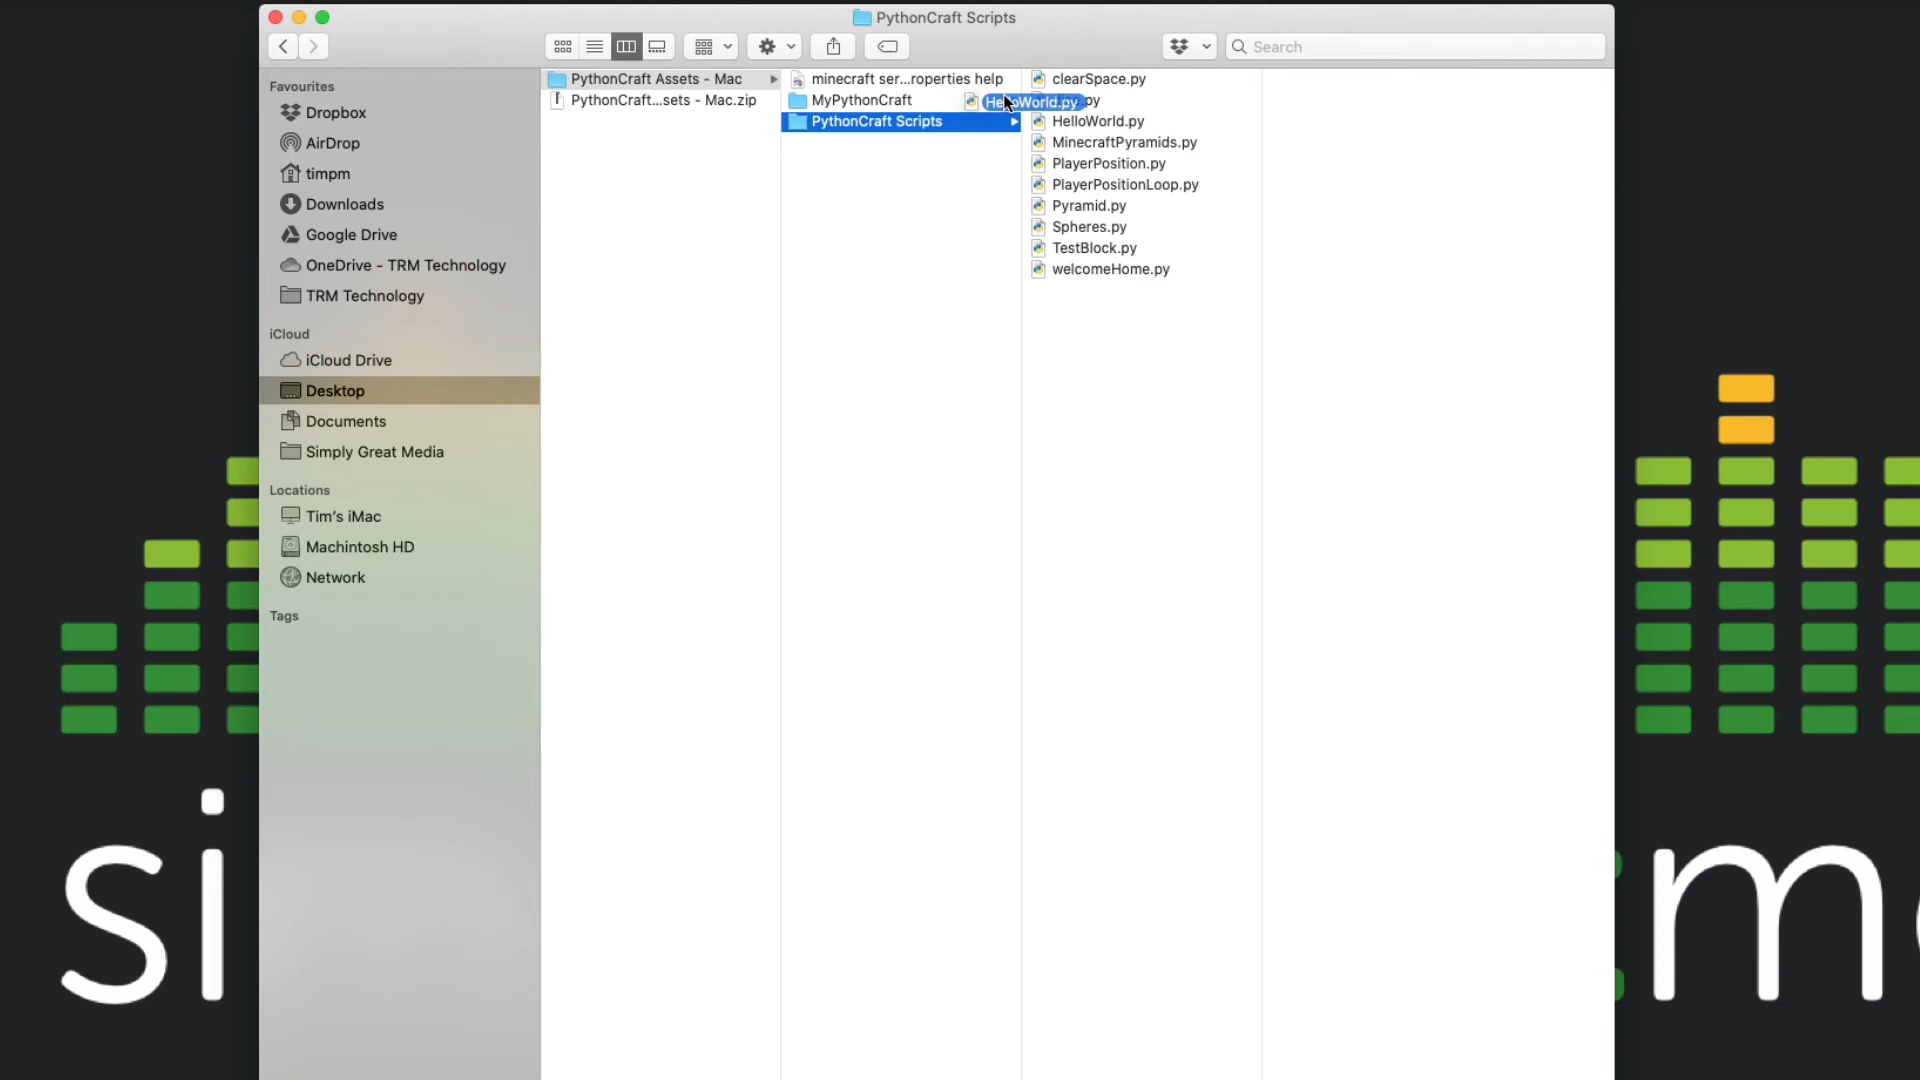 PythonCraft Scripts
Search
Favourites
Dropbox
AirDrop
timpm
Downloads
Google Drive
OneDrive - TRM Technology
TRM Technology
iCloud
iCloud Drive
Desktop
Documents
Simply Great Media
Locations
Tim's iMac
Machintosh HD
Network
Tags
PythonCraft Assets - Mac
PythonCraft...sets - Mac.zip
minecraft ser...roperties help
MyPythonCraft
PythonCraft Scripts
HelloWorld.py
clearSpace.py
.py
HelloWorld.py
MinecraftPyramids.py
PlayerPosition.py
PlayerPositionLoop.py
Pyramid.py
Spheres.py
TestBlock.py
welcomeHome.py
si